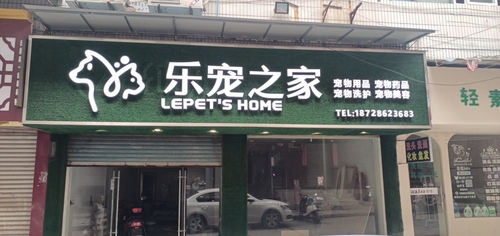 乐宠之家
LEPET'S HOME
宠物用品 宠物药品
宠物洗护 宠物美容
TEL:18728623683
轻素